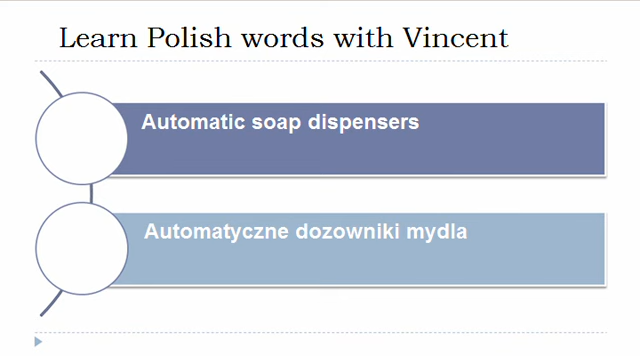 Learn Polish words with Vincent
Automatic soap dispensers
Automatyczne dozowniki mydla